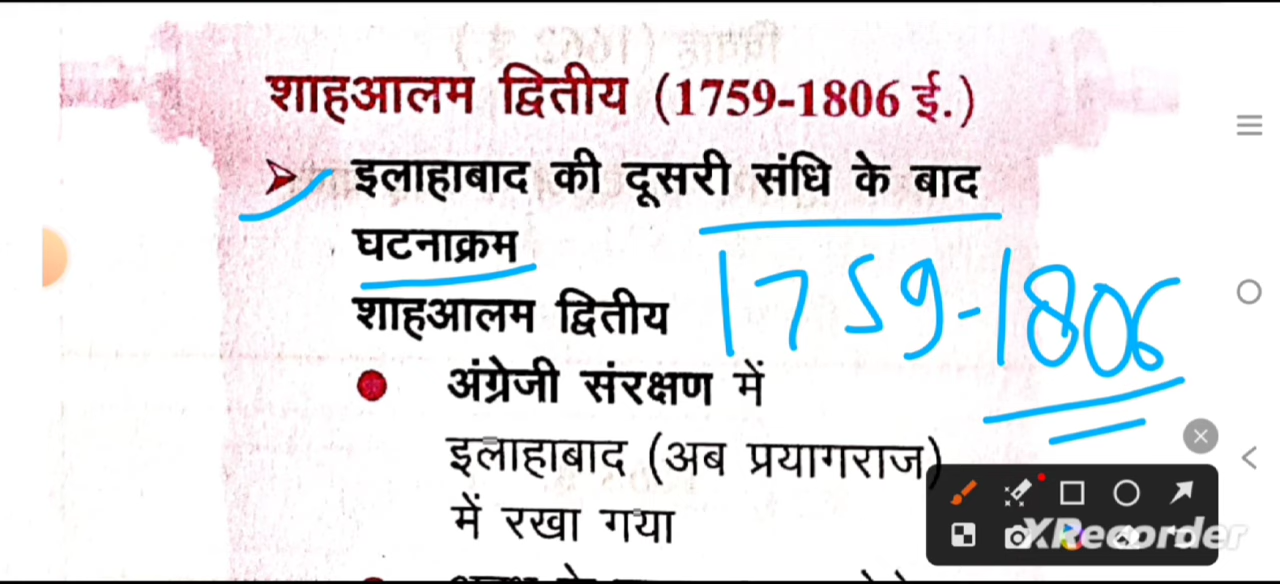 शाहआलम द्वितीय (1759-1806 ई.)
➤ इलाहाबाद की दूसरी संधि के बाद
घटनाक्रम
शाहआलम द्वितीय
1759-1806
● अंग्रेजी संरक्षण में
इलाहाबाद (अब प्रयागराज)
में रखा गया
XRecorder